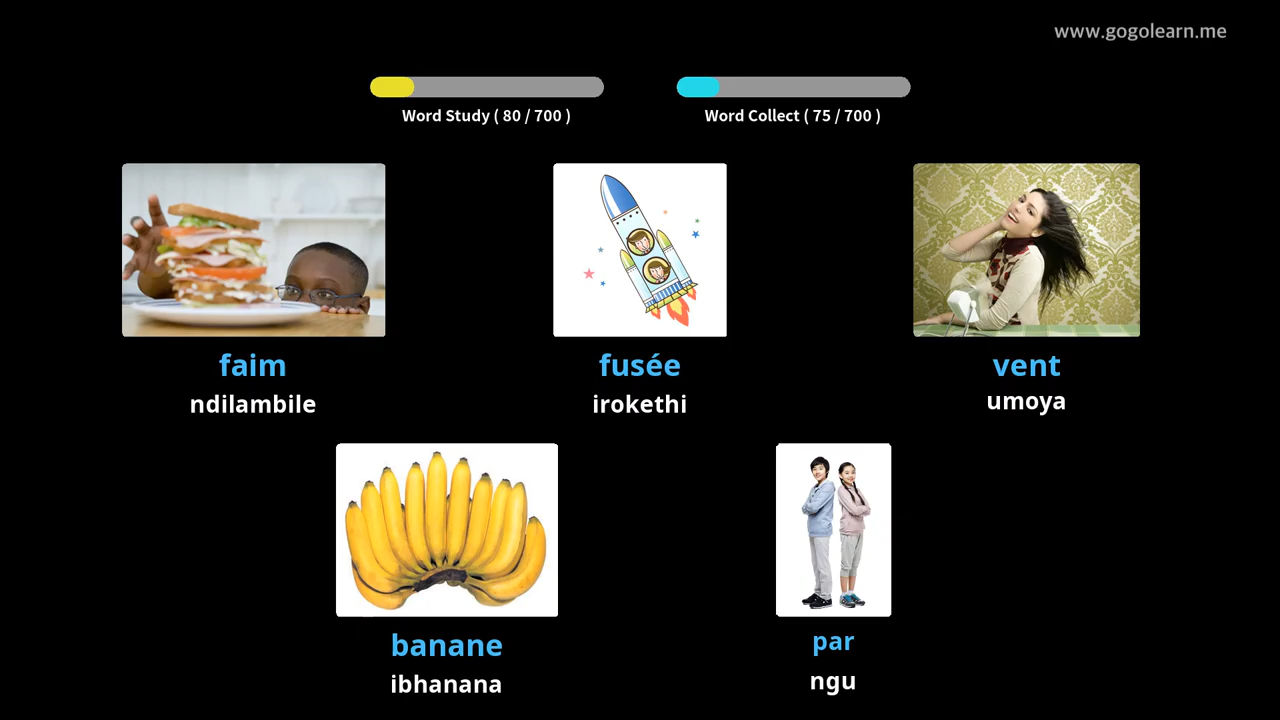 www.gogolearn.me
Word Study ( 80 / 700 )
Word Collect ( 75 / 700 )
faim
ndilambile
fusée
irokethi
vent
umoya
banane
ibhanana
par
ngu